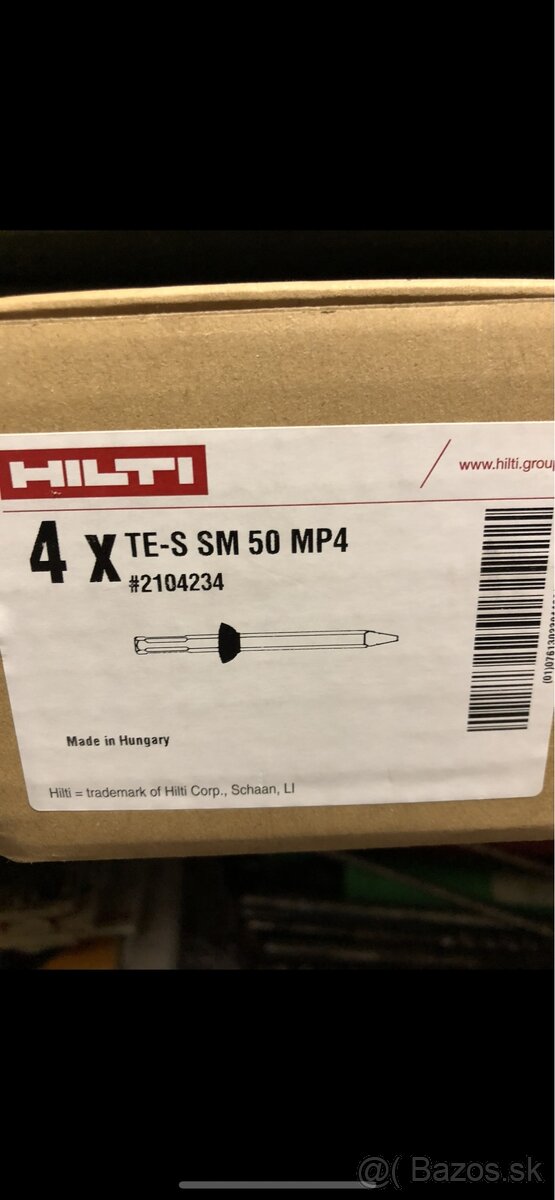 HILTI
www.hilti.group
4 x TE-S SM 50 MP4
#2104234
Made in Hungary
Hilti = trademark of Hilti Corp., Schaan, LI
@( Bazos.sk